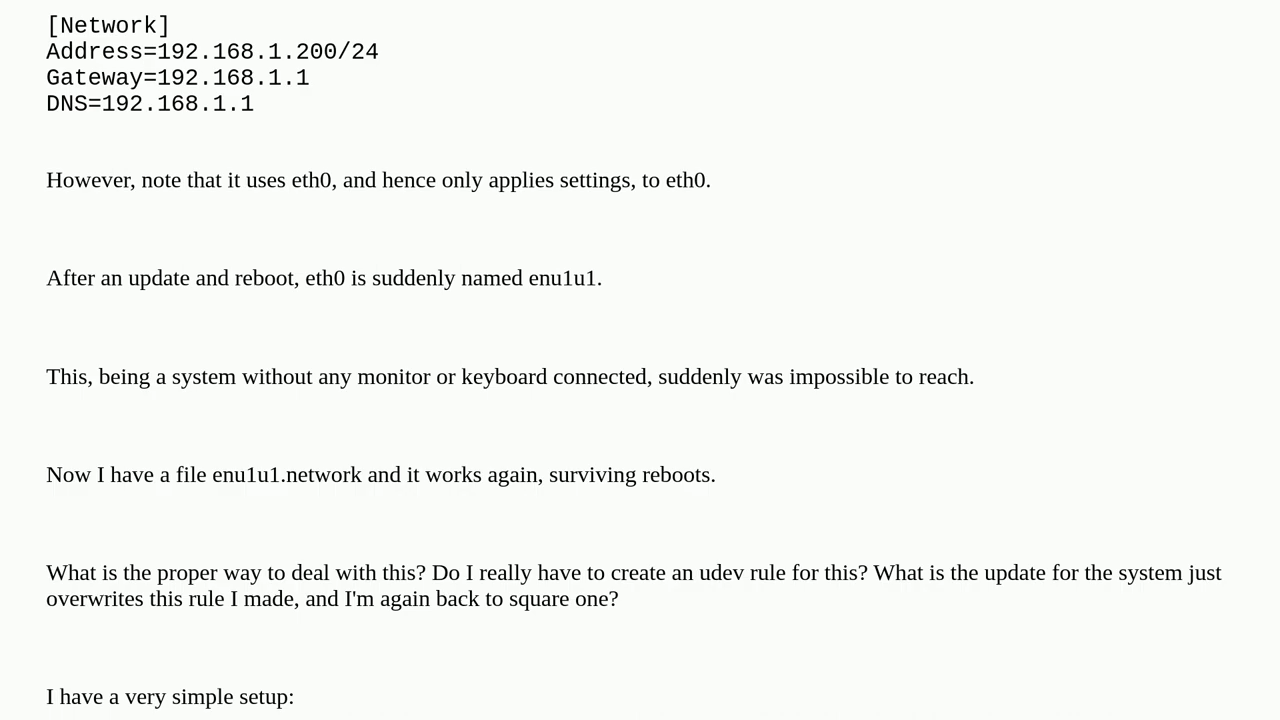 [Network]
Address=192.168.1.200/24
Gateway=192.168.1.1
DNS=192.168.1.1
However, note that it uses eth0, and hence only applies settings, to eth0.
After an update and reboot, eth0 is suddenly named enu1u1.
This, being a system without any monitor or keyboard connected, suddenly was impossible to reach.
Now I have a file enu1u1.network and it works again, surviving reboots.
What is the proper way to deal with this? Do I really have to create an udev rule for this? What is the update for the system just
overwrites this rule I made, and I'm again back to square one?
I have a very simple setup: